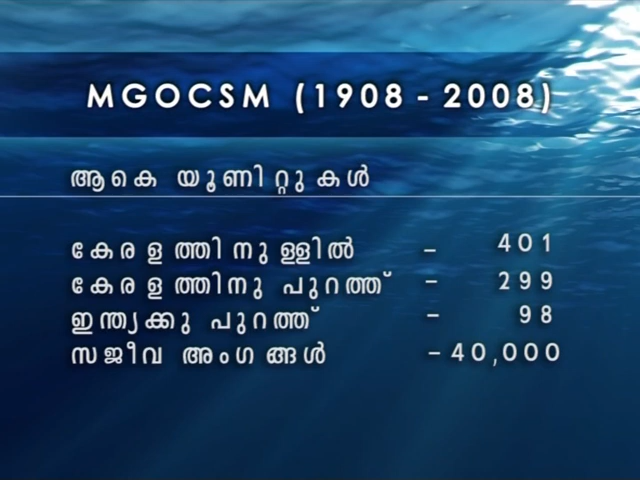 MGOCSM (1908 - 2008)
ആകെ യൂണിറ്റുകൾ
കേരളത്തിനുള്ളിൽ - 401
കേരളത്തിനു പുറത്ത് - 299
ഇന്ത്യക്കു പുറത്ത് - 98
സജീവ അംഗങ്ങൾ - 40,000